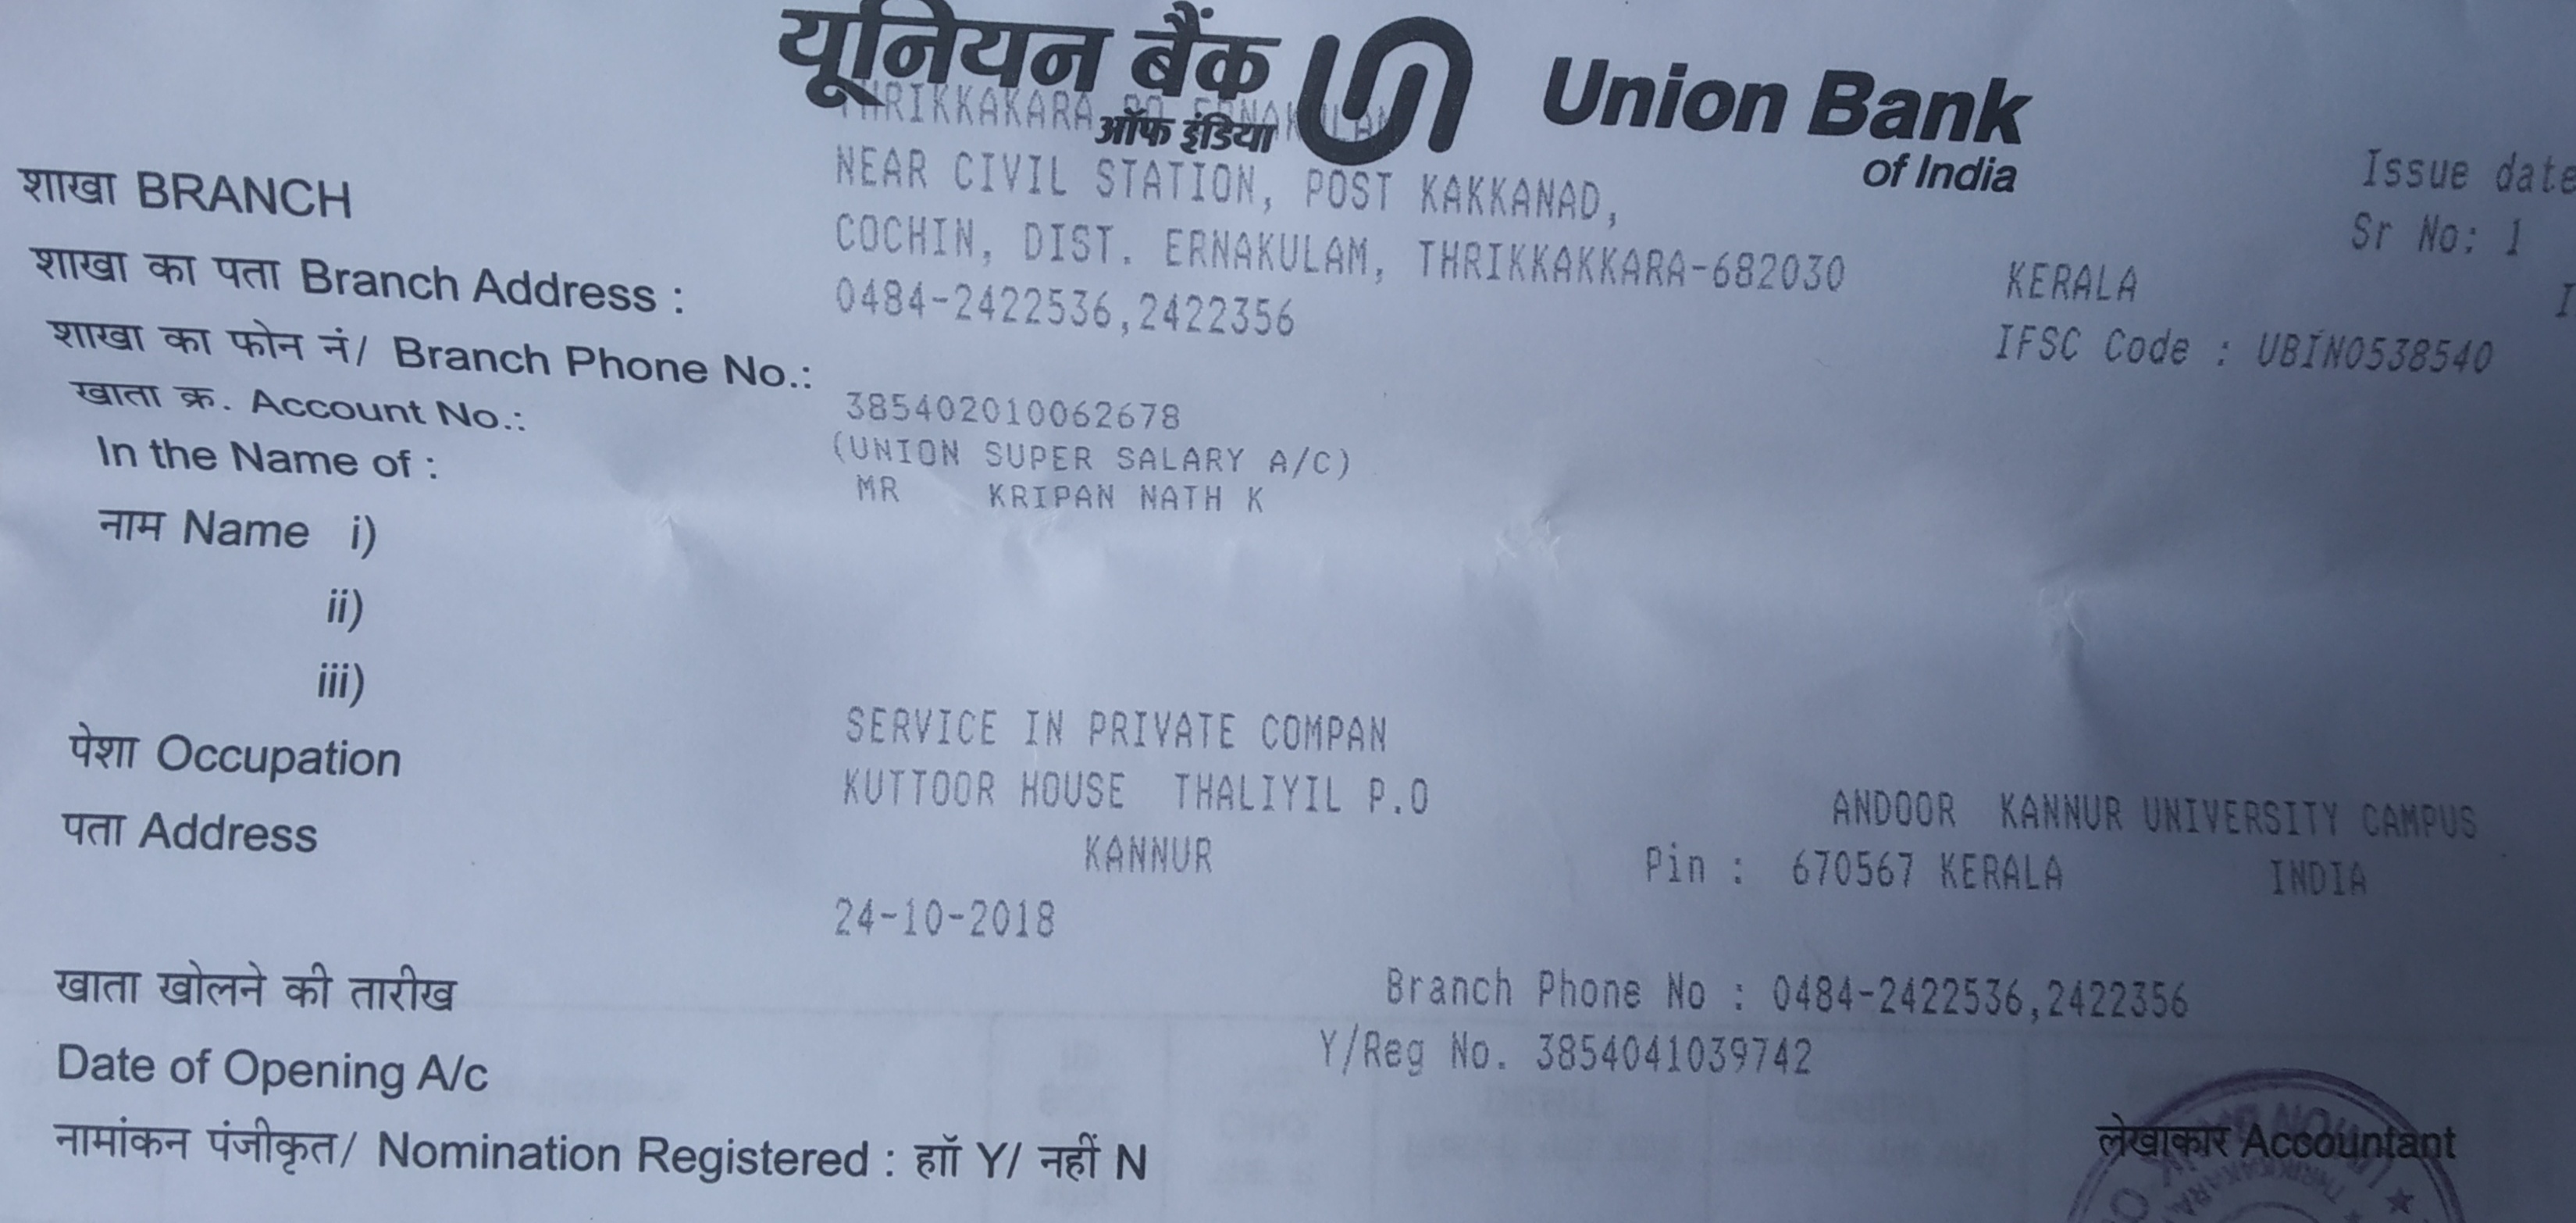 यूनियन बैंक
ऑफ इंडिया
Union Bank
of India
THRIKKAKARA
शाखा BRANCH
NEAR CIVIL STATION, POST KAKKANAD,
Issue date
Sr No: 1
शाखा का पता Branch Address :
COCHIN, DIST. ERNAKULAM, THRIKKAKKARA-682030 KERALA
शाखा का फोन नं/ Branch Phone No.:
0484-2422536,2422356
IFSC Code : UBIN0538540
खाता क्र. Account No.:
385402010062678
In the Name of :
(UNION SUPER SALARY A/C)
नाम Name i)
MR KRIPAN NATH K
ii)
iii)
पेशा Occupation
SERVICE IN PRIVATE COMPAN
पता Address
KUTTOOR HOUSE THALIYIL P.O ANDOOR KANNUR UNIVERSITY CAMPUS
KANNUR Pin : 670567 KERALA INDIA
24-10-2018
खाता खोलने की तारीख
Date of Opening A/c
Branch Phone No : 0484-2422536,2422356
Y/Reg No. 3854041039742
नामांकन पंजीकृत/ Nomination Registered : हाॅं Y/ नहीं N
लेखाकार Accountant